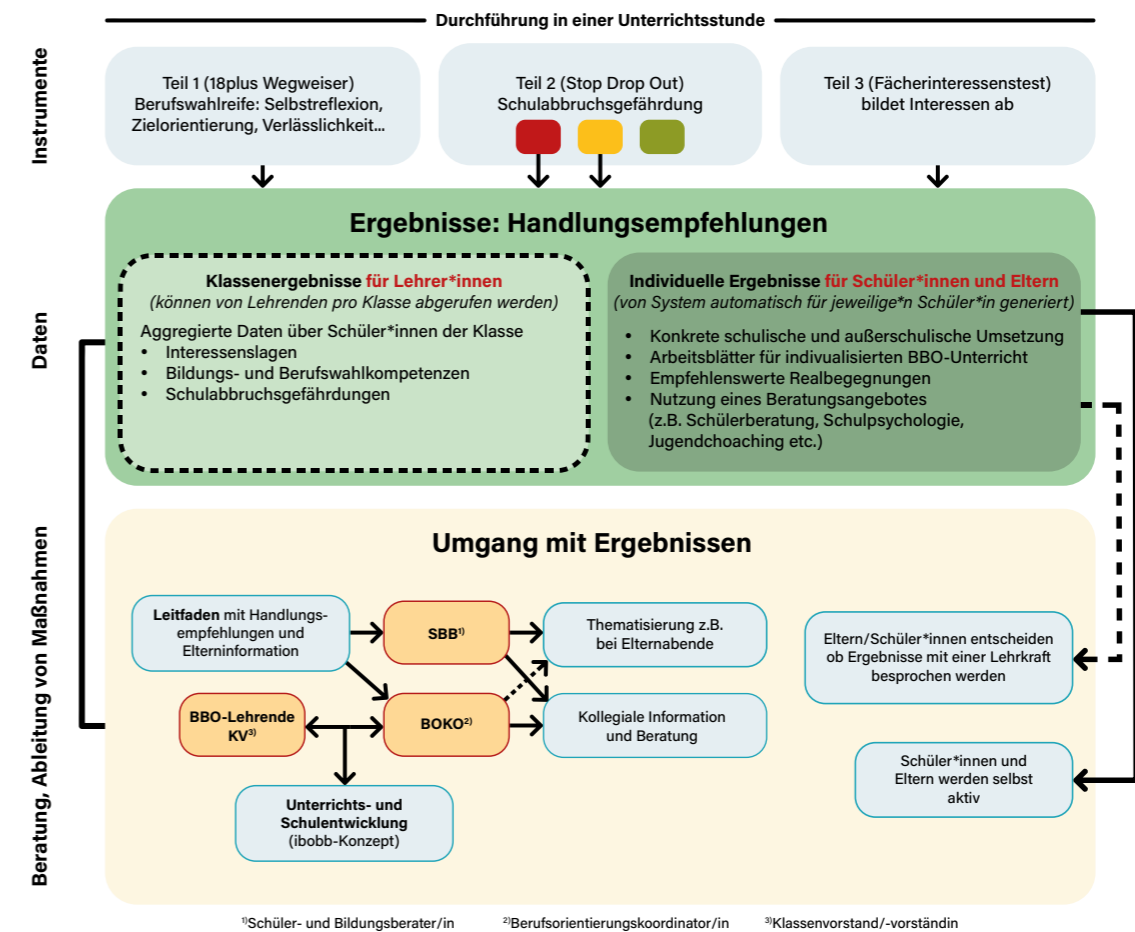 Durchführung in einer Unterrichtsstunde
Instrumente
Teil 1 (18plus Wegweiser)
Berufswahlreife: Selbstreflexion,
Zielorientierung, Verlässlichkeit...
Teil 2 (Stop Drop Out)
Schulabbruchsgefährdung
Teil 3 (Fächerinteressenstest)
bildet Interessen ab
Daten
Ergebnisse: Handlungsempfehlungen
Klassenergebnisse für Lehrer*innen
(können von Lehrenden pro Klasse abgerufen werden)
Aggregierte Daten über Schüler*innen der Klasse
• Interessenslagen
• Bildungs- und Berufswahlkompetenzen
• Schulabbruchsgefährdungen
Individuelle Ergebnisse für Schüler*innen und Eltern
(von System automatisch für jeweilige*n Schüler*in generiert)
• Konkrete schulische und außerschulische Umsetzung
• Arbeitsblätter für indivualisierten BBO-Unterricht
• Empfehlenswerte Realbegegnungen
• Nutzung eines Beratungsangebotes
(z.B. Schülerberatung, Schulpsychologie,
Jugendchoaching etc.)
Beratung, Ableitung von Maßnahmen
Umgang mit Ergebnissen
Leitfaden mit Handlungs-
empfehlungen und
Elterninformation
SBB¹⁾
Thematisierung z.B.
bei Elternabende
Eltern/Schüler*innen entscheiden
ob Ergebnisse mit einer Lehrkraft
besprochen werden
BBO-Lehrende
KV³⁾
BOKO²⁾
Kollegiale Information
und Beratung
Schüler*innen und
Eltern werden selbst
aktiv
Unterrichts- und
Schulentwicklung
(ibobb-Konzept)
¹⁾Schüler- und Bildungsberater/in ²⁾Berufsorientierungskoordinator/in ³⁾Klassenvorstand/-vorständin